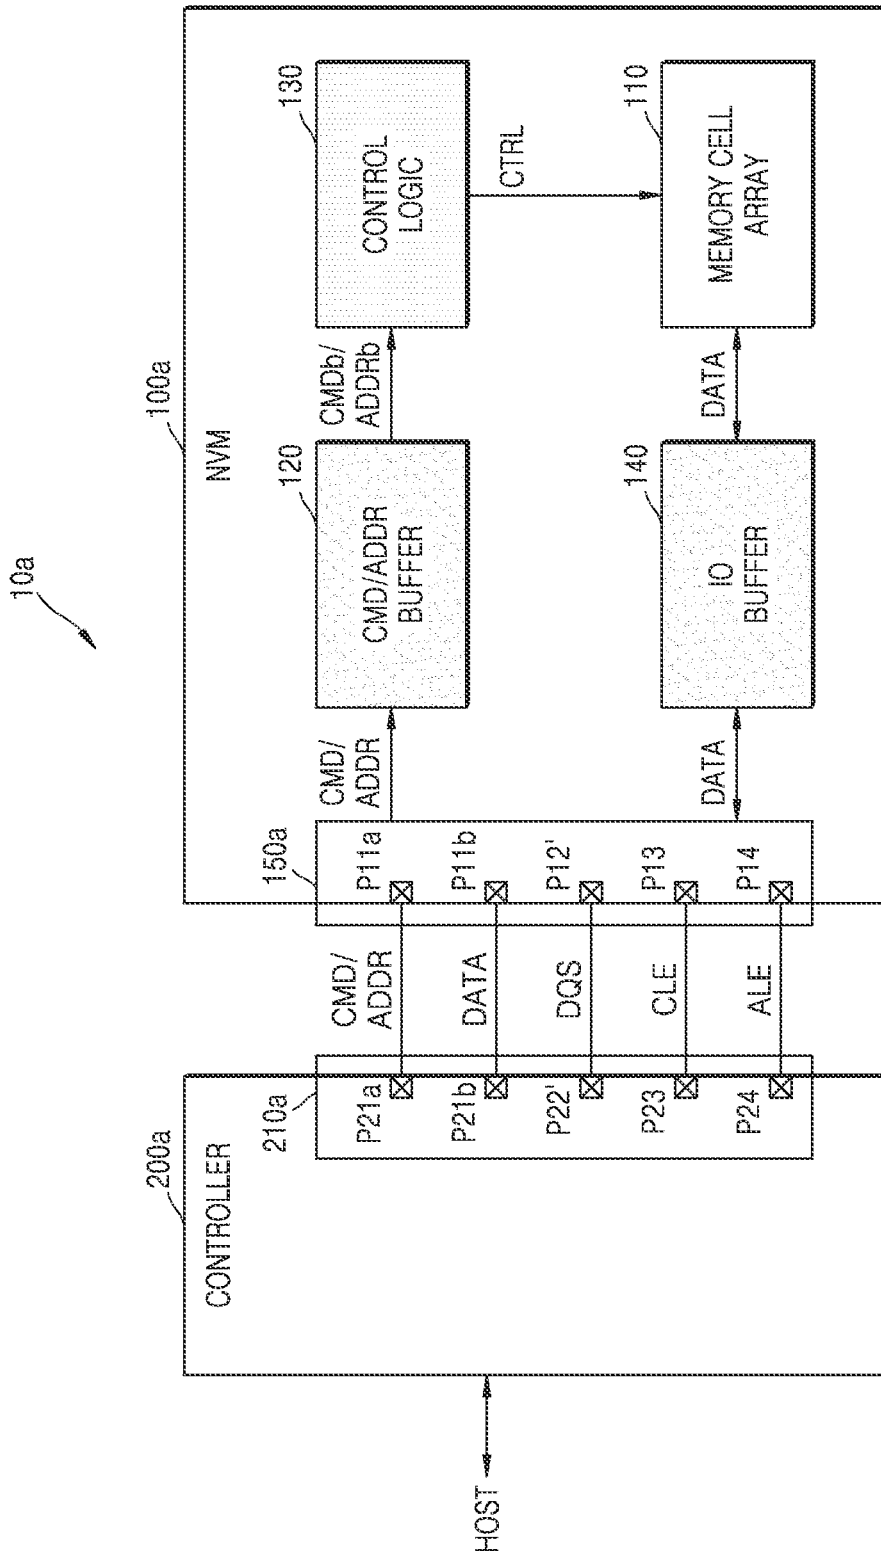 10a
200a
100a
CONTROLLER
NVM
210a
P21a
P21b
P22'
P23
P24
CMD/
ADDR
DATA
DQS
CLE
ALE
150a
P11a
P11b
P12'
P13
P14
CMD/
ADDR
120
CMD/ADDR
BUFFER
CMDb/
ADDRb
130
CONTROL
LOGIC
CTRL
DATA
140
IO
BUFFER
DATA
110
MEMORY CELL
ARRAY
HOST